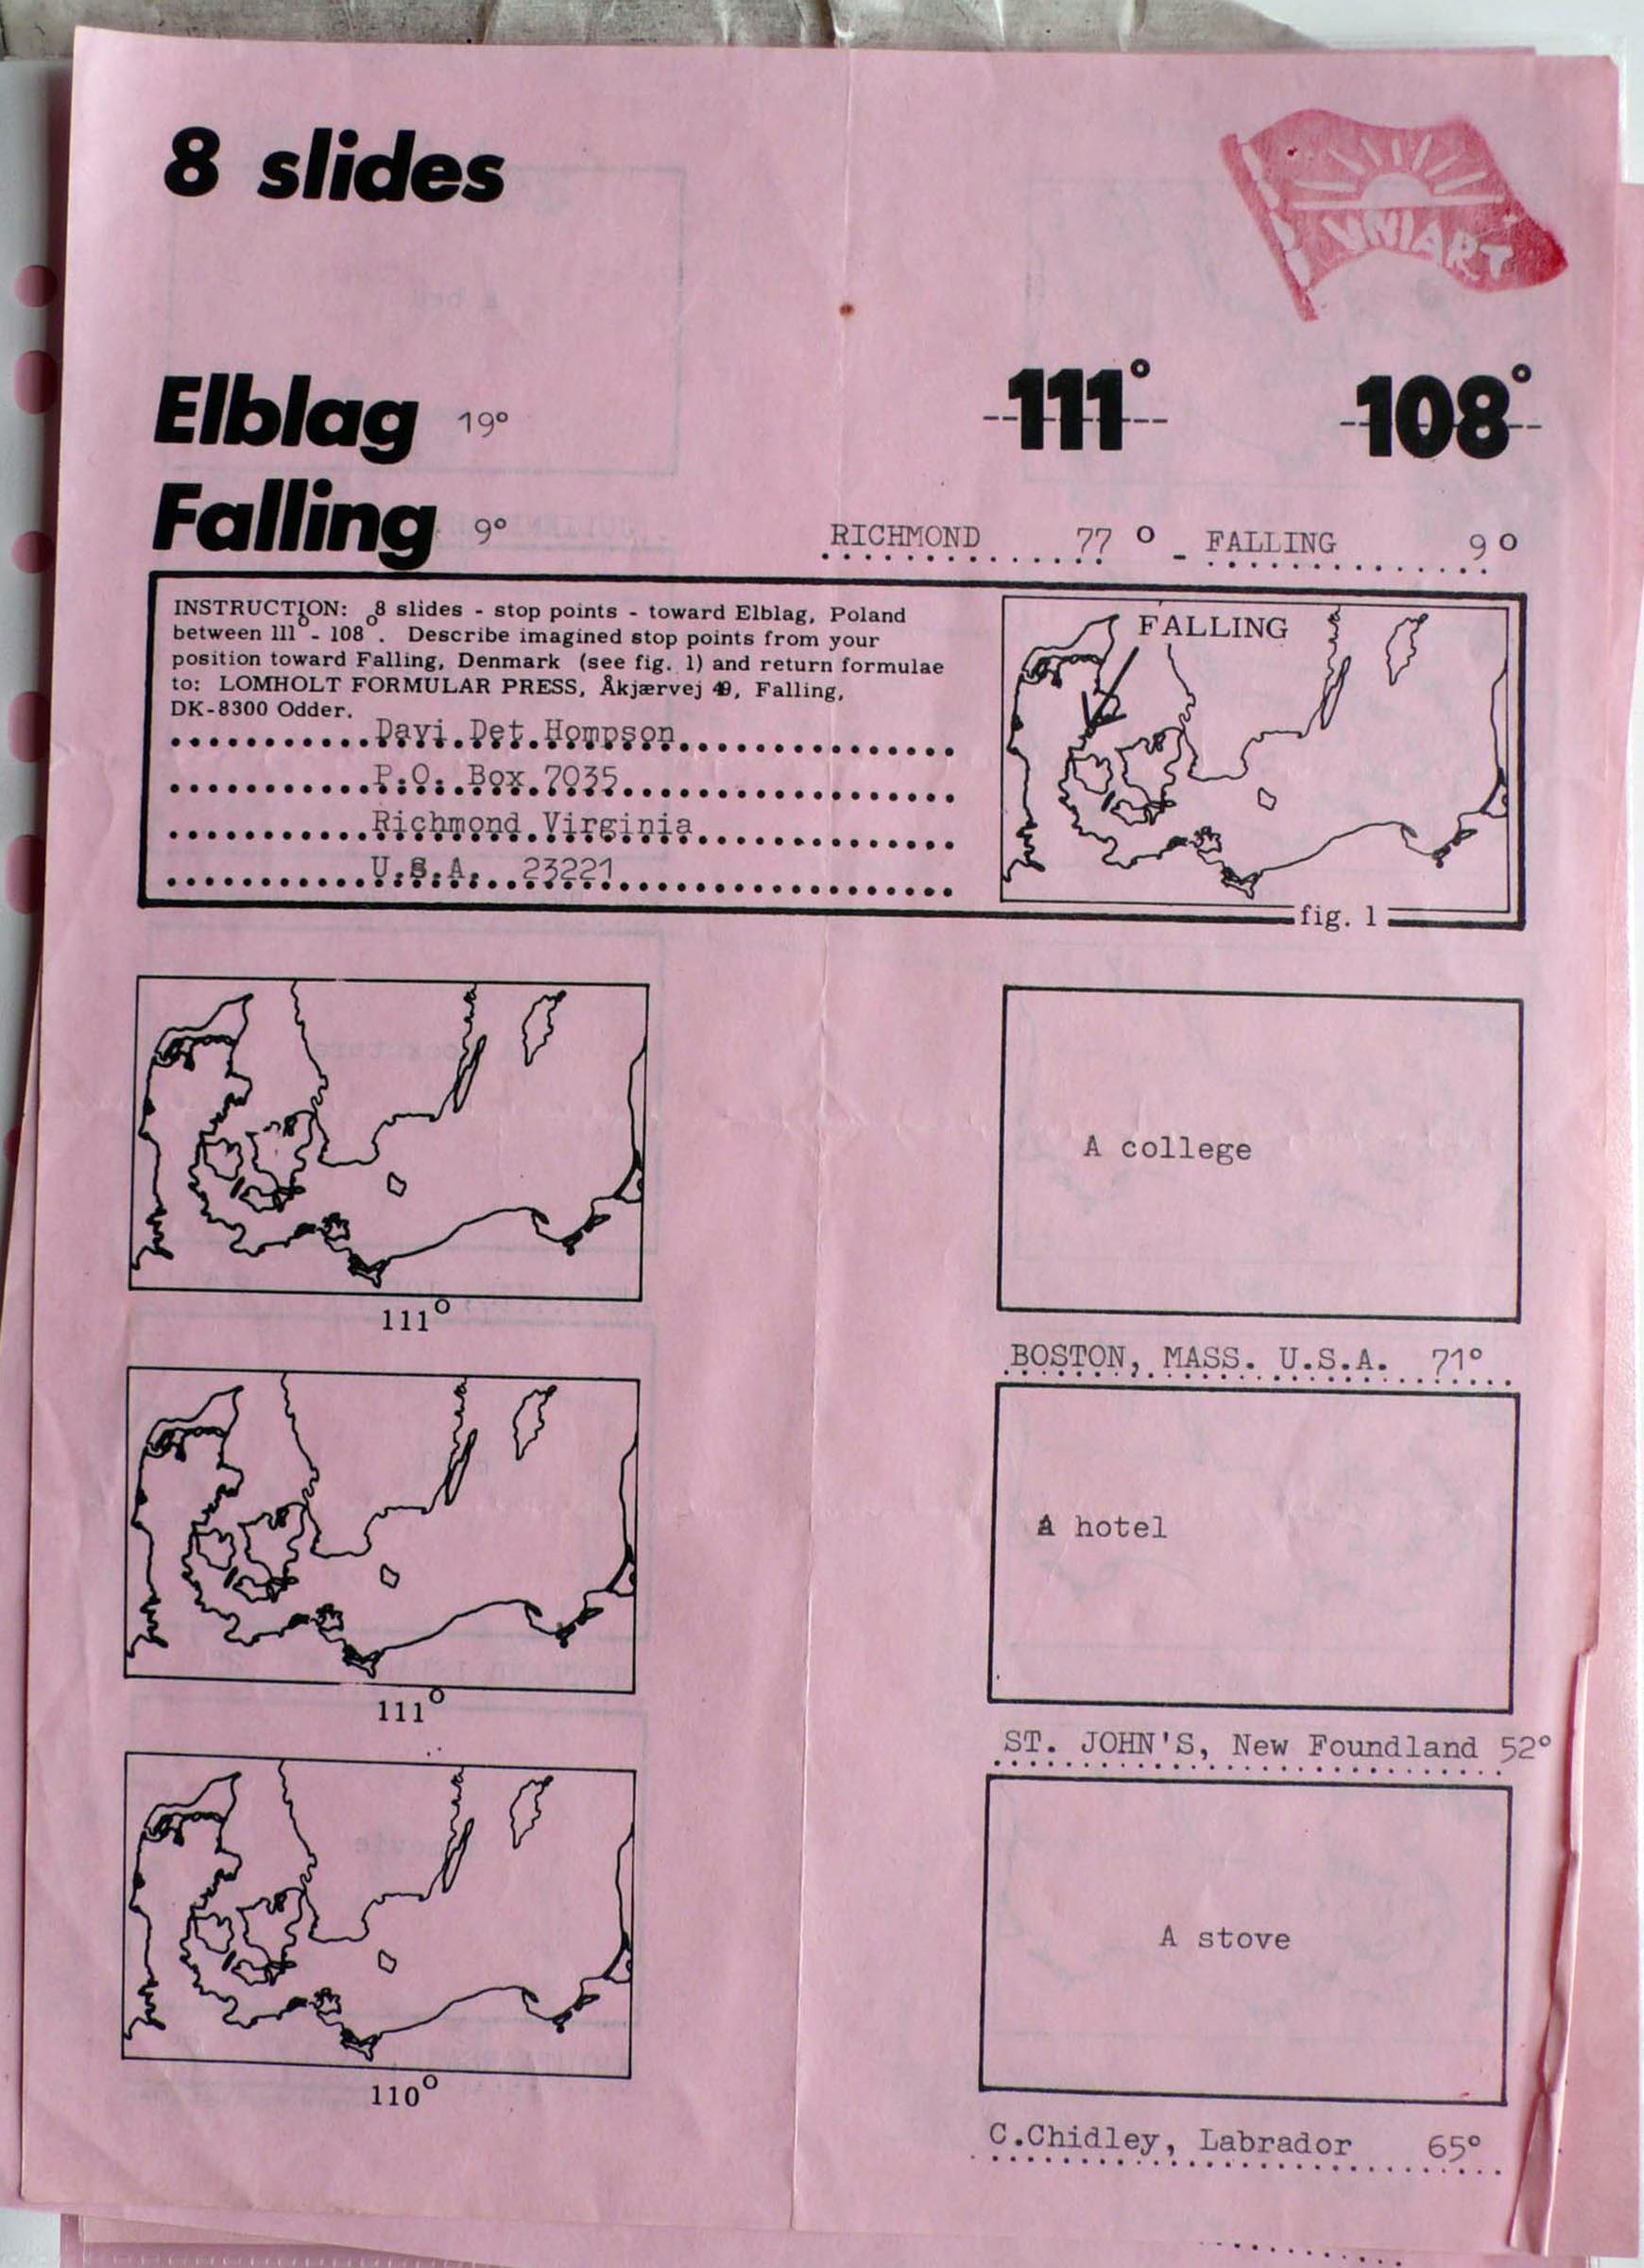 8 slides
VNIART
Elblag 19°
111° 108°
Falling 9°
RICHMOND 77° - FALLING 9°
INSTRUCTION: 8 slides - stop points - toward Elblag, Poland
between 111° - 108°. Describe imagined stop points from your
position toward Falling, Denmark (see fig. 1) and return formulae
to: LOMHOLT FORMULAR PRESS, Åkjærvej 49, Falling,
DK-8300 Odder.
Davi Det Hompson
P.O. Box 7035
Richmond Virginia
U.S.A. 23221
FALLING
fig. 1
111°
A college
BOSTON, MASS. U.S.A. 71°
111°
A hotel
ST. JOHN'S, New Foundland 52°
110°
A stove
C.Chidley, Labrador 65°